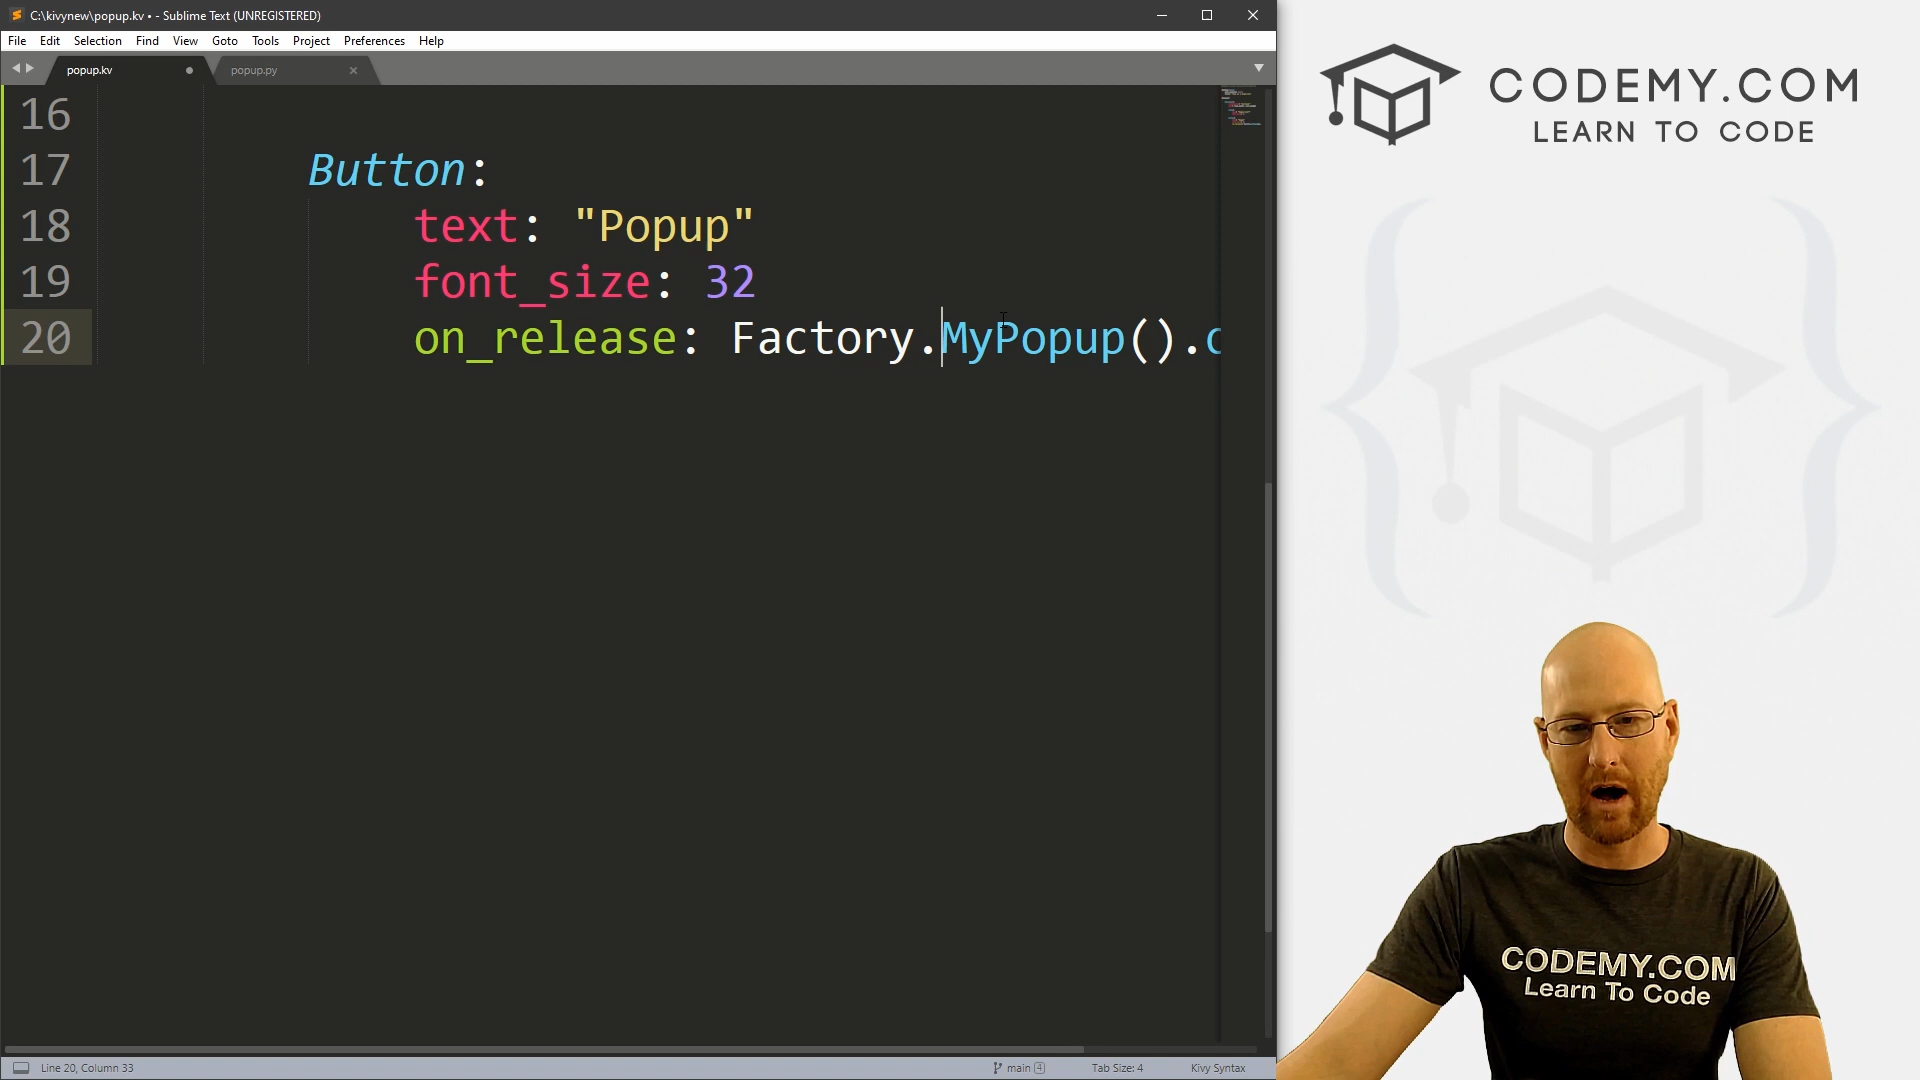 C:\kivynew\popup.kv • - Sublime Text (UNREGISTERED)
File Edit Selection Find View Goto Tools Project Preferences Help
popup.kv popup.py
16
17 Button:
18 text: "Popup"
19 font_size: 32
20 on_release: Factory.MyPopup().
Line 20, Column 33 main 4 Tab Size: 4 Kivy Syntax
CODEMY.COM
LEARN TO CODE
CODEMY.COM
Learn To Code